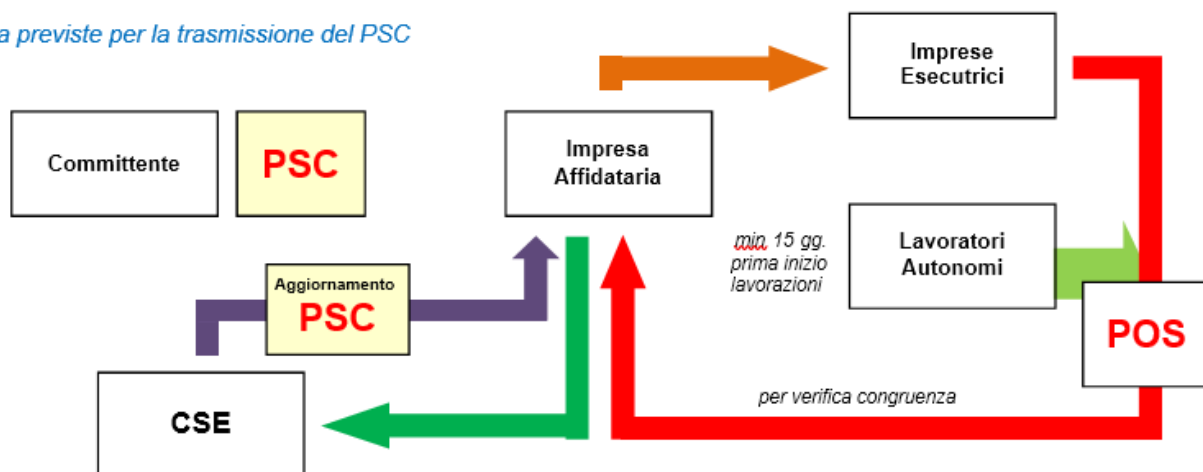 a previste per la trasmissione del PSC
Imprese
Esecutrici
Committente
PSC
Impresa
Affidataria
min. 15 gg.
prima inizio
lavorazioni
Lavoratori
Autonomi
Aggiornamento
PSC
POS
per verifica congruenza
CSE